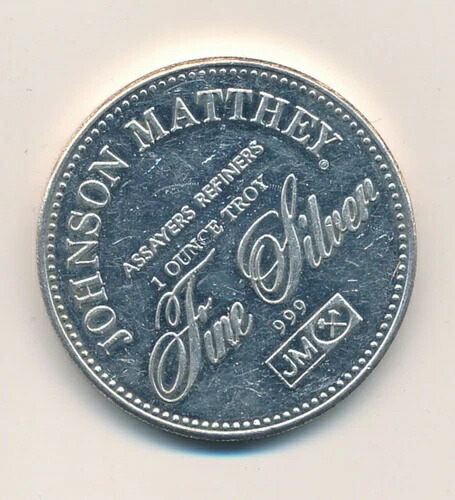 JOHNSON MATTHEY®
ASSAYERS REFINERS
1 OUNCE TROY
Fine Silver
999
JM